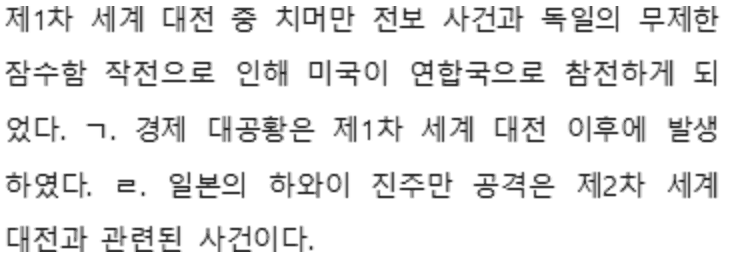 제1차 세계 대전 중 치머만 전보 사건과 독일의 무제한
잠수함 작전으로 인해 미국이 연합국으로 참전하게 되
었다. ㄱ. 경제 대공황은 제1차 세계 대전 이후에 발생
하였다. ㄹ. 일본의 하와이 진주만 공격은 제2차 세계
대전과 관련된 사건이다.